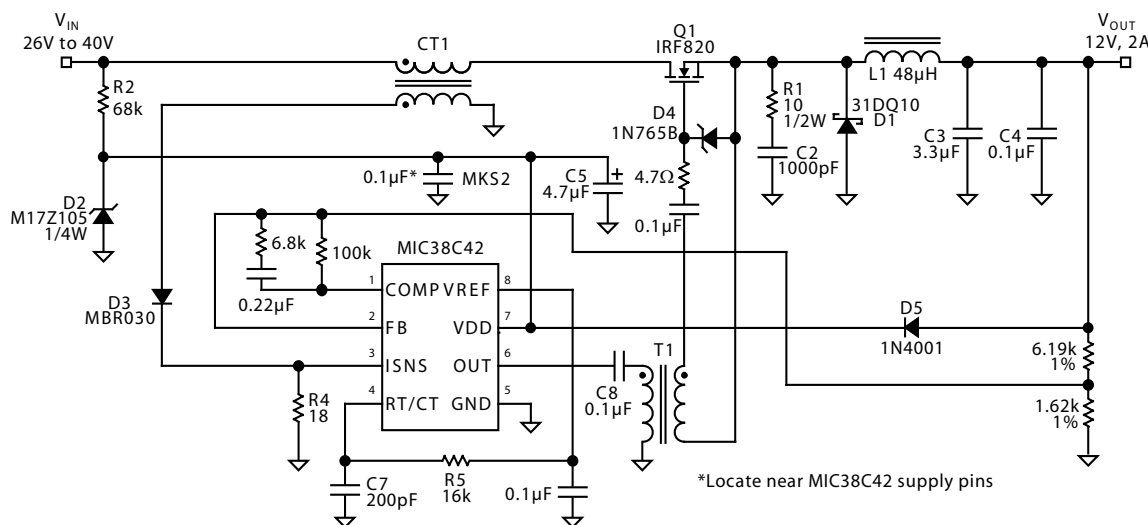 VIN
26V to 40V
CT1
Q1
IRF820
VOUT
12V, 2A
L1 48µH
R2
68k
D4
1N765B
R1
10
1/2W
31DQ10
D1
C3
3.3µF
C4
0.1µF
C2
1000pF
0.1µF*
MKS2
C5
4.7µF
+
4.7Ω
0.1µF
D2
M17Z105
1/4W
6.8k
100k
MIC38C42
0.22µF
D3
MBR030
1
COMP
VREF
8
2
FB
VDD
7
3
ISNS
OUT
6
4
RT/CT
GND
5
D5
1N4001
T1
6.19k
1%
C8
0.1µF
R4
18
1.62k
1%
C7
200pF
R5
16k
0.1µF
*Locate near MIC38C42 supply pins